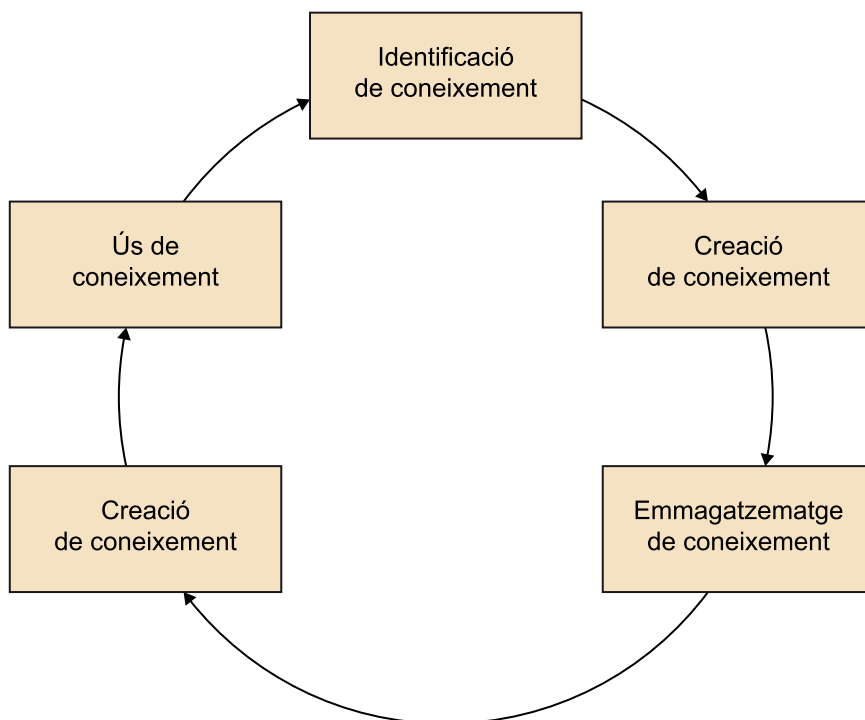 Identificació
de coneixement
Creació
de coneixement
Emmagatzematge
de coneixement
Creació
de coneixement
Ús de
coneixement